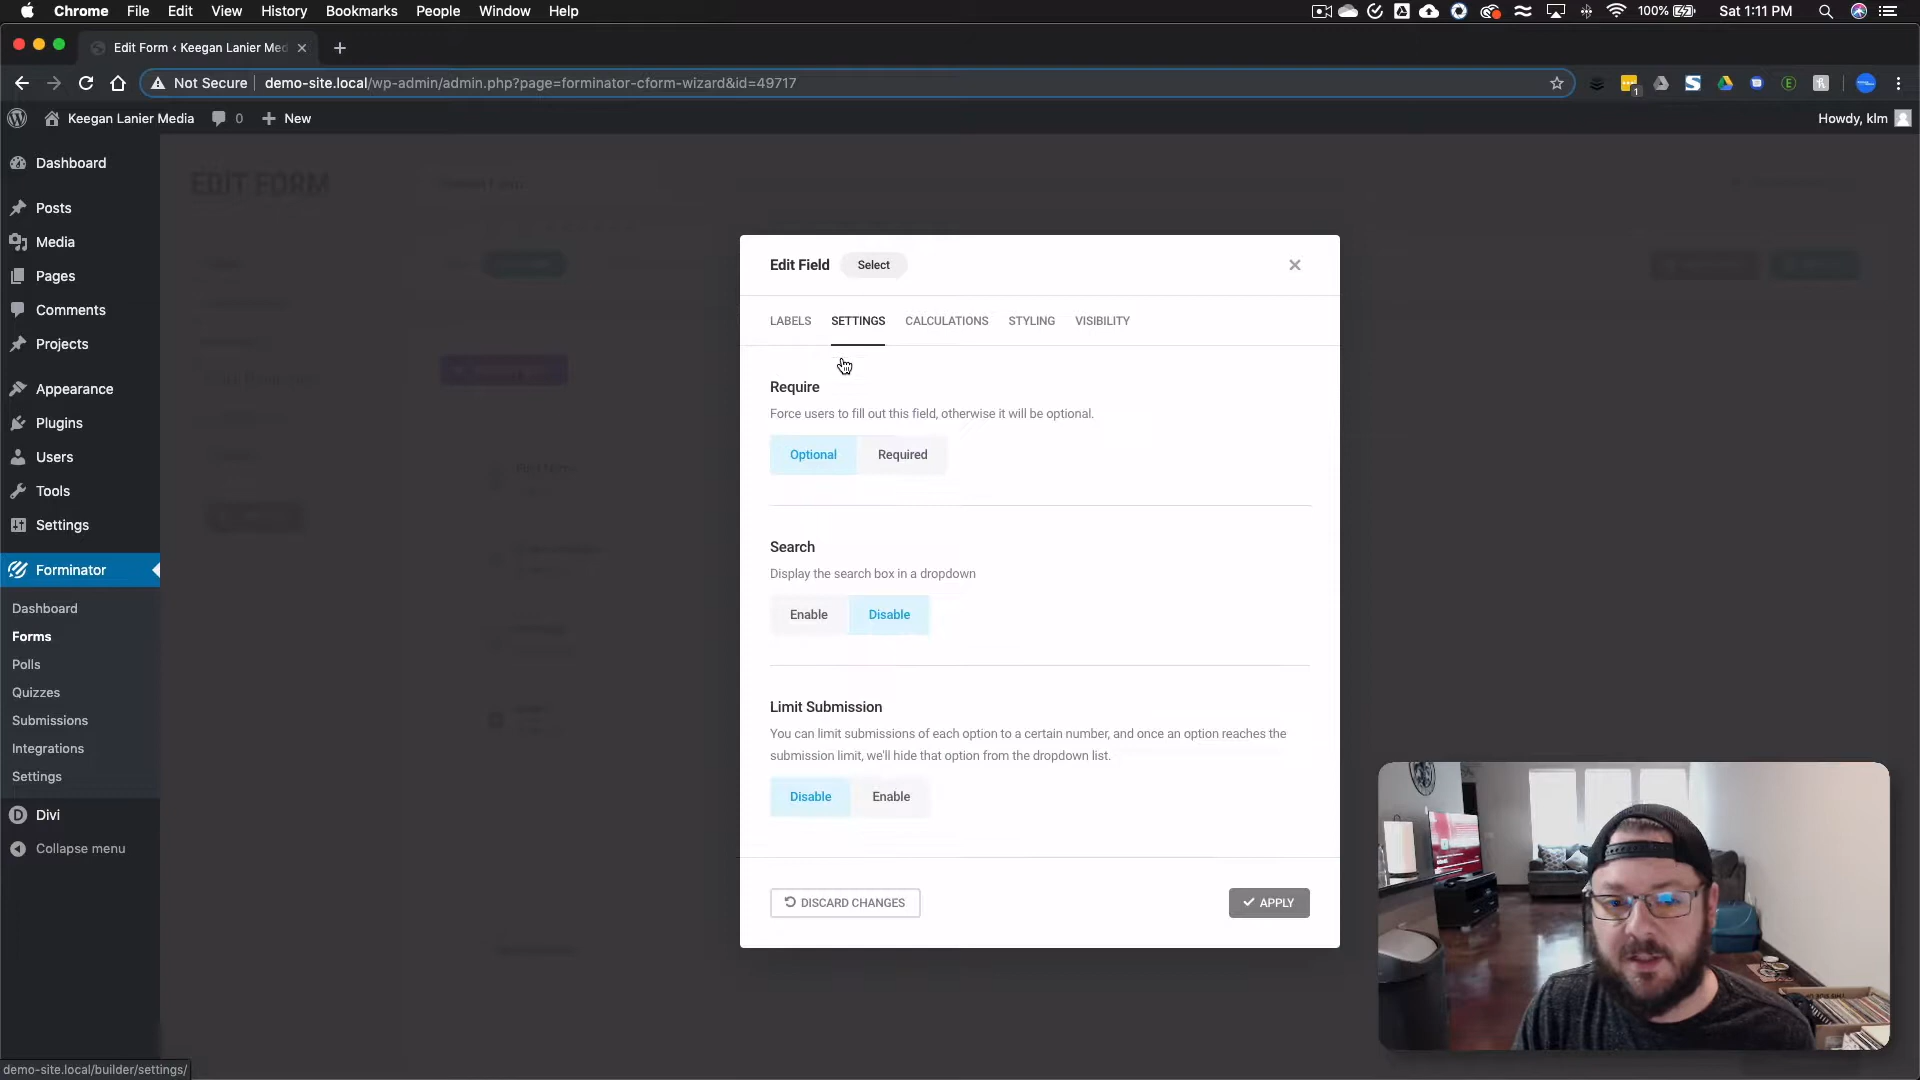 Chrome File Edit View History Bookmarks People Window Help
100% Sat 1:11 PM
Edit Form ‹ Keegan Lanier Med
Not Secure demo-site.local/wp-admin/admin.php?page=forminator-cform-wizard&id=49717
1
Keegan Lanier Media 0 New
Howdy, klm
Dashboard
Posts
Media
Pages
Comments
Projects
Appearance
Plugins
Users
Tools
Settings
Forminator
Dashboard
Forms
Polls
Quizzes
Submissions
Integrations
Settings
Divi
Collapse menu
EDIT FORM
Edit Field Select
LABELS SETTINGS CALCULATIONS STYLING VISIBILITY
Require
Force users to fill out this field, otherwise it will be optional.
Optional Required
Search
Display the search box in a dropdown
Enable Disable
Limit Submission
You can limit submissions of each option to a certain number, and once an option reaches the
submission limit, we'll hide that option from the dropdown list.
Disable Enable
DISCARD CHANGES APPLY
demo-site.local/builder/settings/